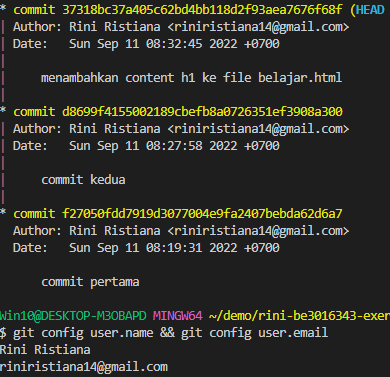 * commit 37318bc37a405c62bd4bb118d2f93aea7676f68f (HEAD
| Author: Rini Ristiana <riniristiana14@gmail.com>
| Date:   Sun Sep 11 08:32:45 2022 +0700
|
|     menambahkan content h1 ke file belajar.html
|
* commit d8699f4155002189cbefb8a0726351ef3908a300
| Author: Rini Ristiana <riniristiana14@gmail.com>
| Date:   Sun Sep 11 08:27:58 2022 +0700
|
|     commit kedua
|
* commit f27050fdd7919d3077004e9fa2407bebda62d6a7
  Author: Rini Ristiana <riniristiana14@gmail.com>
  Date:   Sun Sep 11 08:19:31 2022 +0700

      commit pertama

Win10@DESKTOP-M3OBAPD MINGW64 ~/demo/rini-be3016343-exer
$ git config user.name && git config user.email
Rini Ristiana
riniristiana14@gmail.com